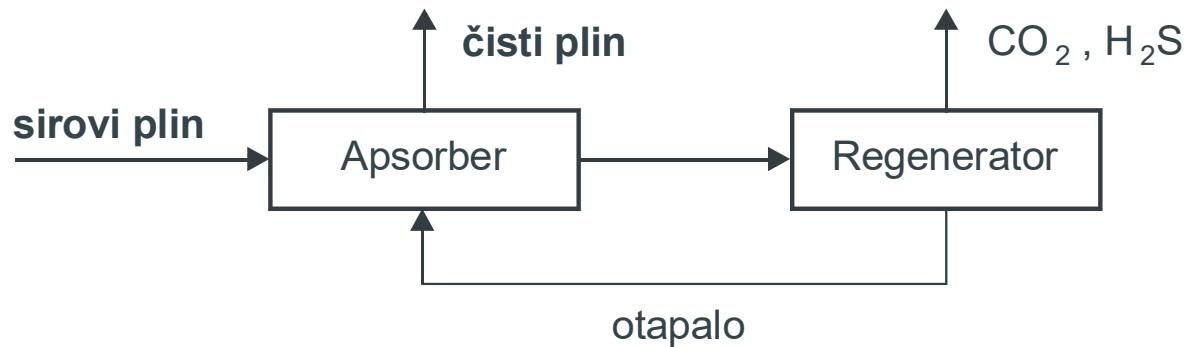 čisti plin
CO₂ , H₂S
sirovi plin
Apsorber
Regenerator
otapalo